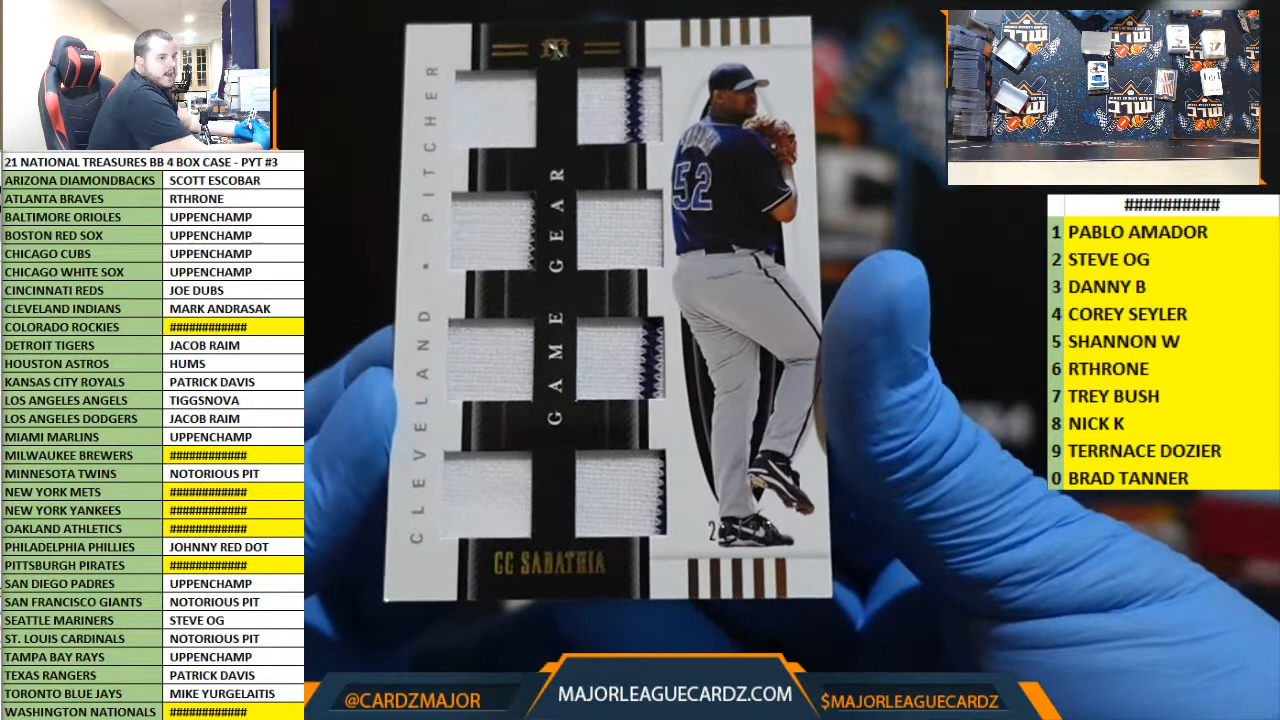 21 NATIONAL TREASURES BB 4 BOX CASE - PYT #3
ARIZONA DIAMONDBACKS SCOTT ESCOBAR
ATLANTA BRAVES RTHRONE
BALTIMORE ORIOLES UPPENCHAMP
BOSTON RED SOX UPPENCHAMP
CHICAGO CUBS UPPENCHAMP
CHICAGO WHITE SOX UPPENCHAMP
CINCINNATI REDS JOE DUBS
CLEVELAND INDIANS MARK ANDRASAK
COLORADO ROCKIES ############
DETROIT TIGERS JACOB RAIM
HOUSTON ASTROS HUMS
KANSAS CITY ROYALS PATRICK DAVIS
LOS ANGELES ANGELS TIGGSNOVA
LOS ANGELES DODGERS JACOB RAIM
MIAMI MARLINS UPPENCHAMP
MILWAUKEE BREWERS ############
MINNESOTA TWINS NOTORIOUS PIT
NEW YORK METS ############
NEW YORK YANKEES ############
OAKLAND ATHLETICS ############
PHILADELPHIA PHILLIES JOHNNY RED DOT
PITTSBURGH PIRATES ############
SAN DIEGO PADRES UPPENCHAMP
SAN FRANCISCO GIANTS NOTORIOUS PIT
SEATTLE MARINERS STEVE OG
ST. LOUIS CARDINALS NOTORIOUS PIT
TAMPA BAY RAYS UPPENCHAMP
TEXAS RANGERS PATRICK DAVIS
TORONTO BLUE JAYS MIKE YURGELAITIS
WASHINGTON NATIONALS ############
CLEVELAND • PITCHER
GAME GEAR
CC SABATHIA
52
##########
1 PABLO AMADOR
2 STEVE OG
3 DANNY B
4 COREY SEYLER
5 SHANNON W
6 RTHRONE
7 TREY BUSH
8 NICK K
9 TERRNACE DOZIER
0 BRAD TANNER
@CARDZMAJOR
MAJORLEAGUECARDZ.COM
$MAJORLEAGUECARDZ